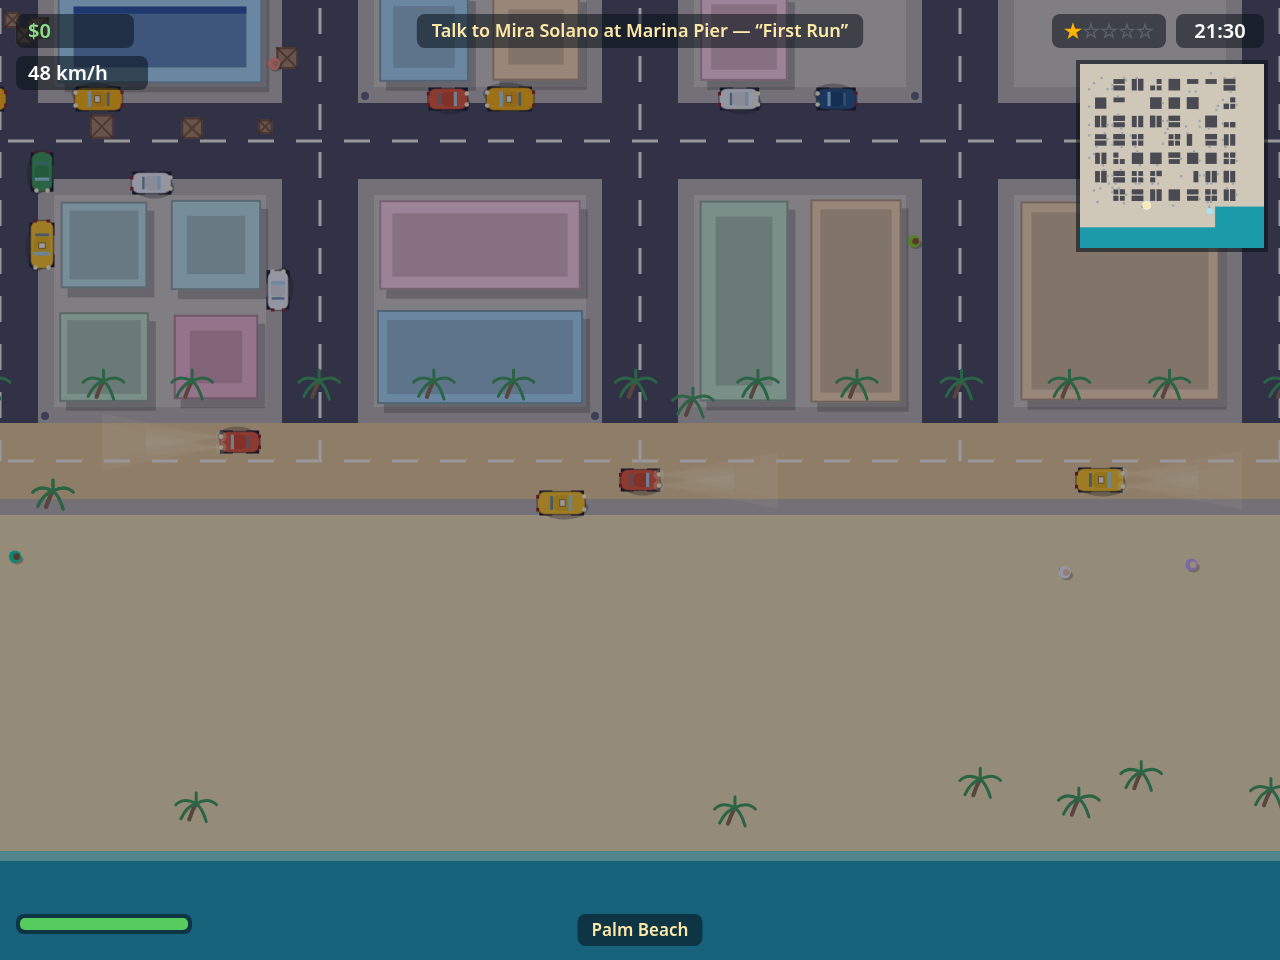 $0
Talk to Mira Solano at Marina Pier — “First Run”
21:30
48 km/h
Palm Beach